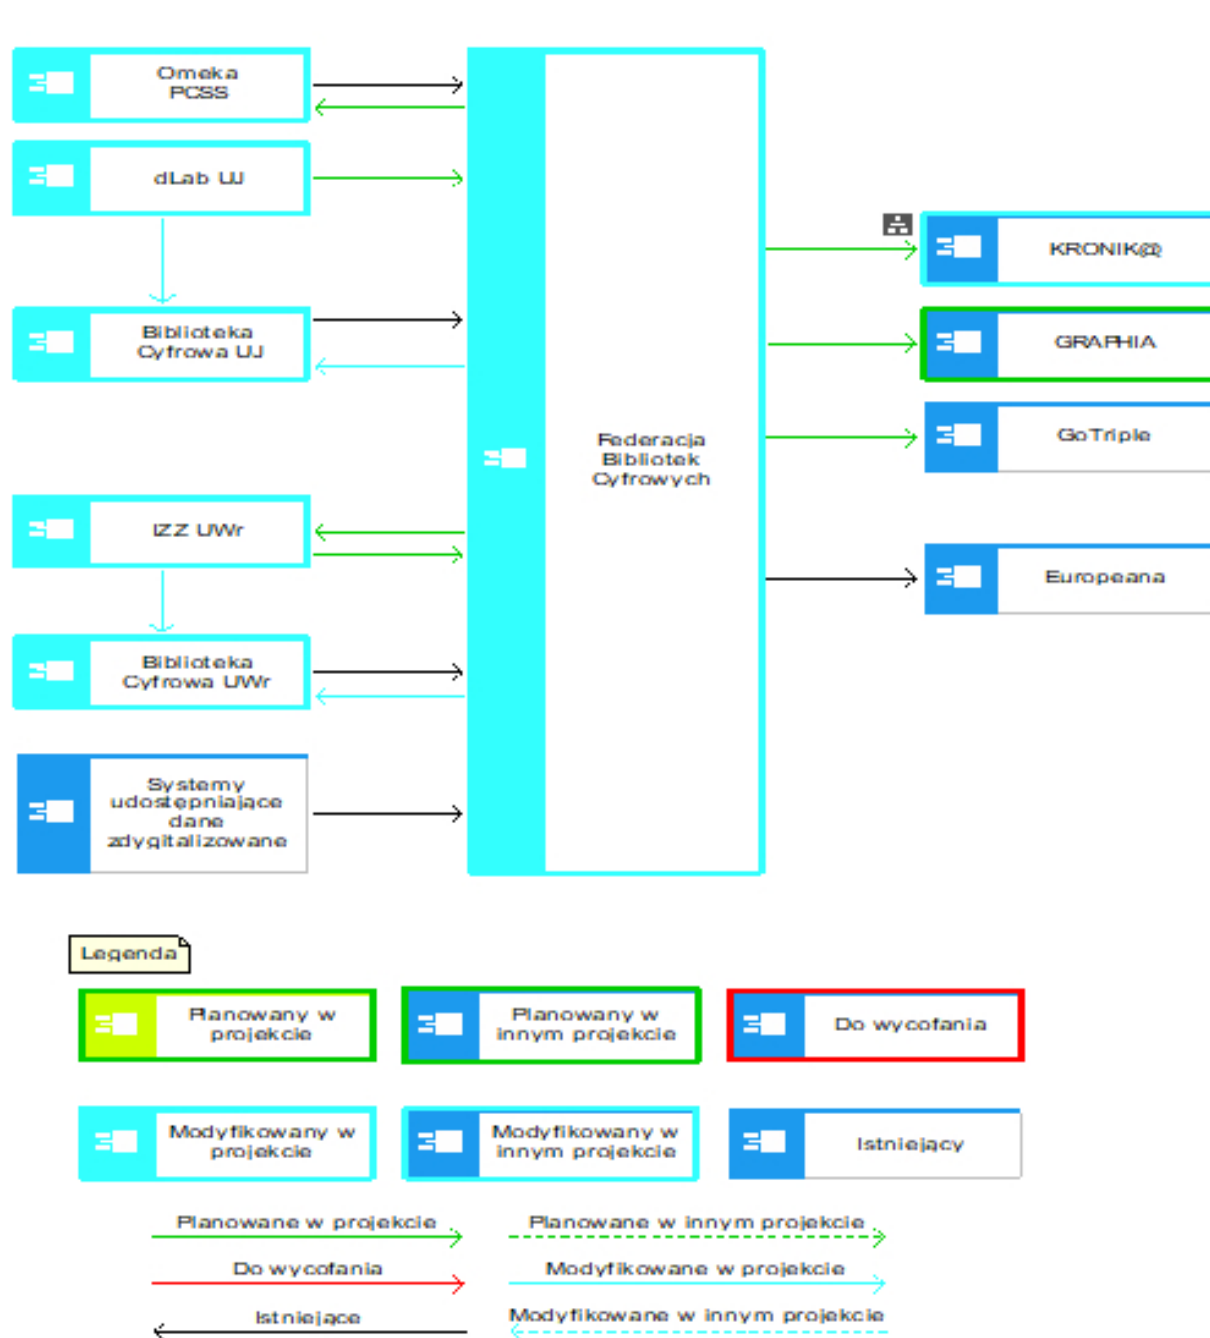 Omeka
PCSS
dLab UJ
Biblioteka
Cyfrowa UJ
IZZ UWr
Biblioteka
Cyfrowa UWr
Systemy
udostępniające
dane
zdygitalizowane
Federacja
Bibliotek
Cyfrowych
KRONIK@
GRAPHIA
GoTriple
Europeana
Legenda
Planowany w
projekcie
Planowany w
innym projekcie
Do wycofania
Modyfikowany w
projekcie
Modyfikowany w
innym projekcie
Istniejący
Planowane w projekcie
Planowane w innym projekcie
Do wycofania
Modyfikowane w projekcie
Istniejące
Modyfikowane w innym projekcie